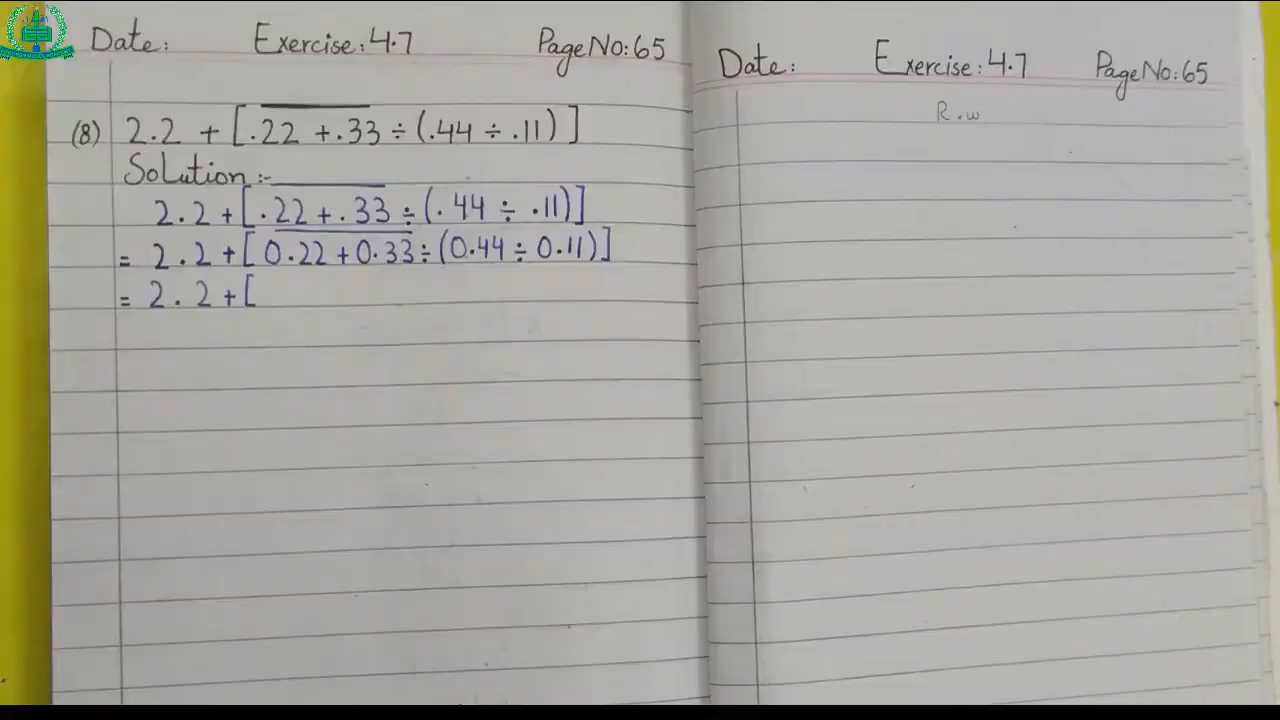 Date: Exercise: 4.7 Page No: 65
(8) 2.2 + [.22 + .33 ÷ (.44 ÷ .11)]
Solution:-
2.2 + [.22 + .33 ÷ (.44 ÷ .11)]
= 2.2 + [0.22 + 0.33 ÷ (0.44 ÷ 0.11)]
= 2.2 + [
Date: Exercise: 4.7 Page No: 65
R.w